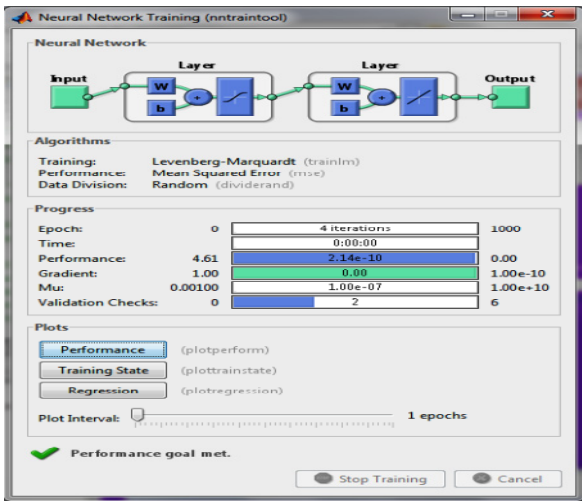 Neural Network Training (nntraintool)
Neural Network
Layer Layer
Input Output
W W
+ +
b b
Algorithms
Training: Levenberg-Marquardt (trainlm)
Performance: Mean Squared Error (mse)
Data Division: Random (dividerand)
Progress
Epoch: 0 4 iterations 1000
Time: 0:00:00
Performance: 4.61 2.14e-10 0.00
Gradient: 1.00 0.00 1.00e-10
Mu: 0.00100 1.00e-07 1.00e+10
Validation Checks: 0 2 6
Plots
Performance (plotperform)
Training State (plottrainstate)
Regression (plotregression)
Plot Interval: 1 epochs
Performance goal met.
Stop Training Cancel